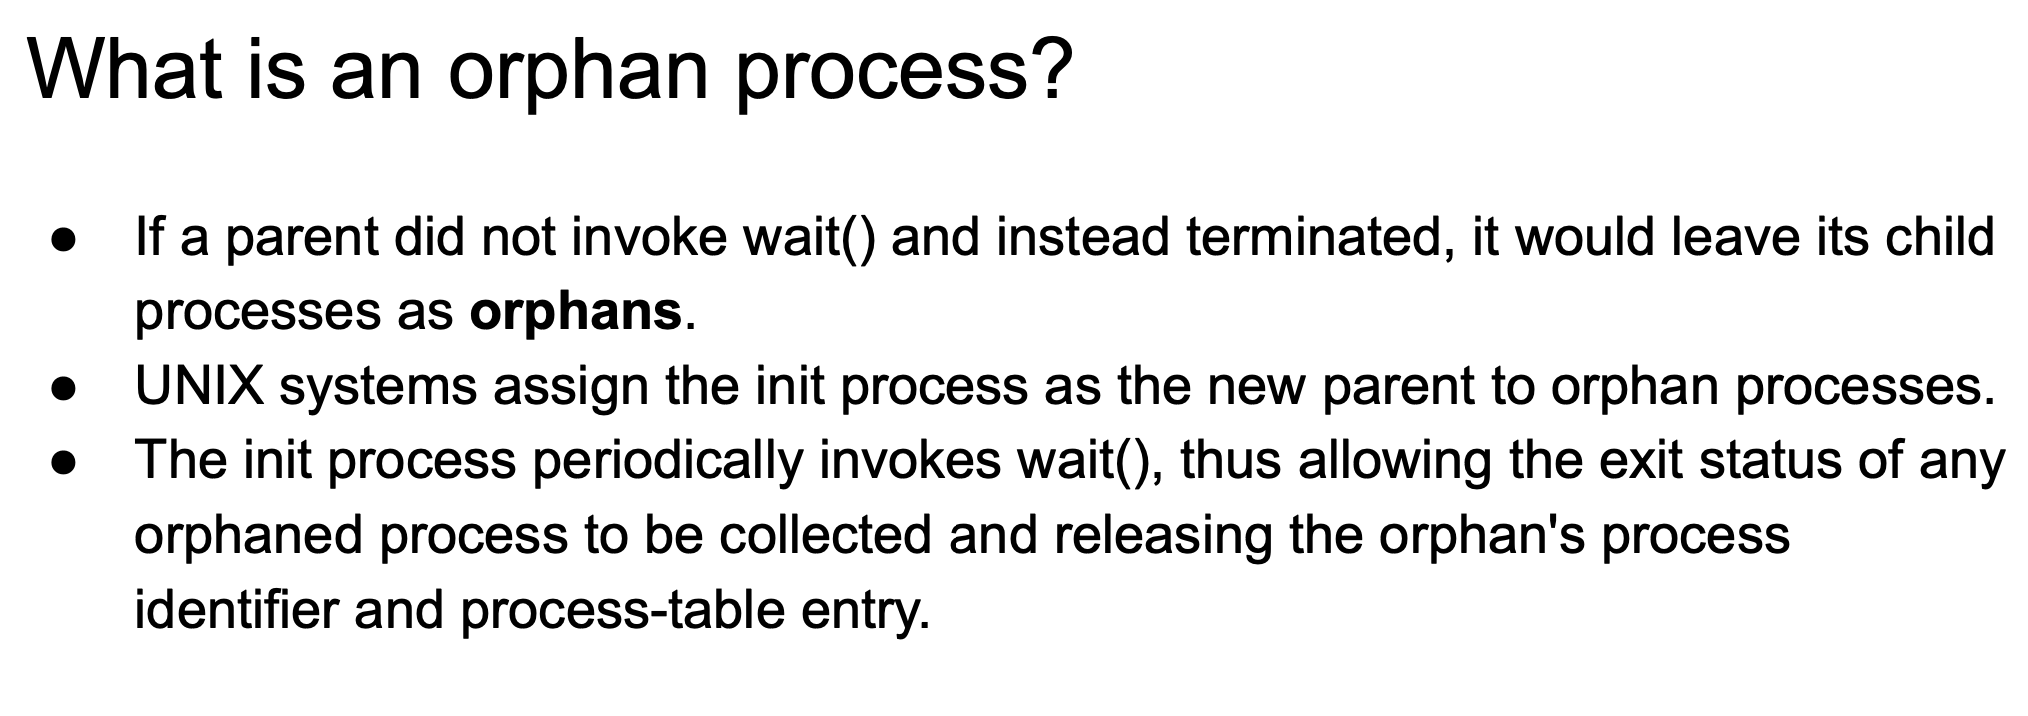 What is an orphan process?
● If a parent did not invoke wait() and instead terminated, it would leave its child
processes as orphans.
● UNIX systems assign the init process as the new parent to orphan processes.
● The init process periodically invokes wait(), thus allowing the exit status of any
orphaned process to be collected and releasing the orphan's process
identifier and process-table entry.